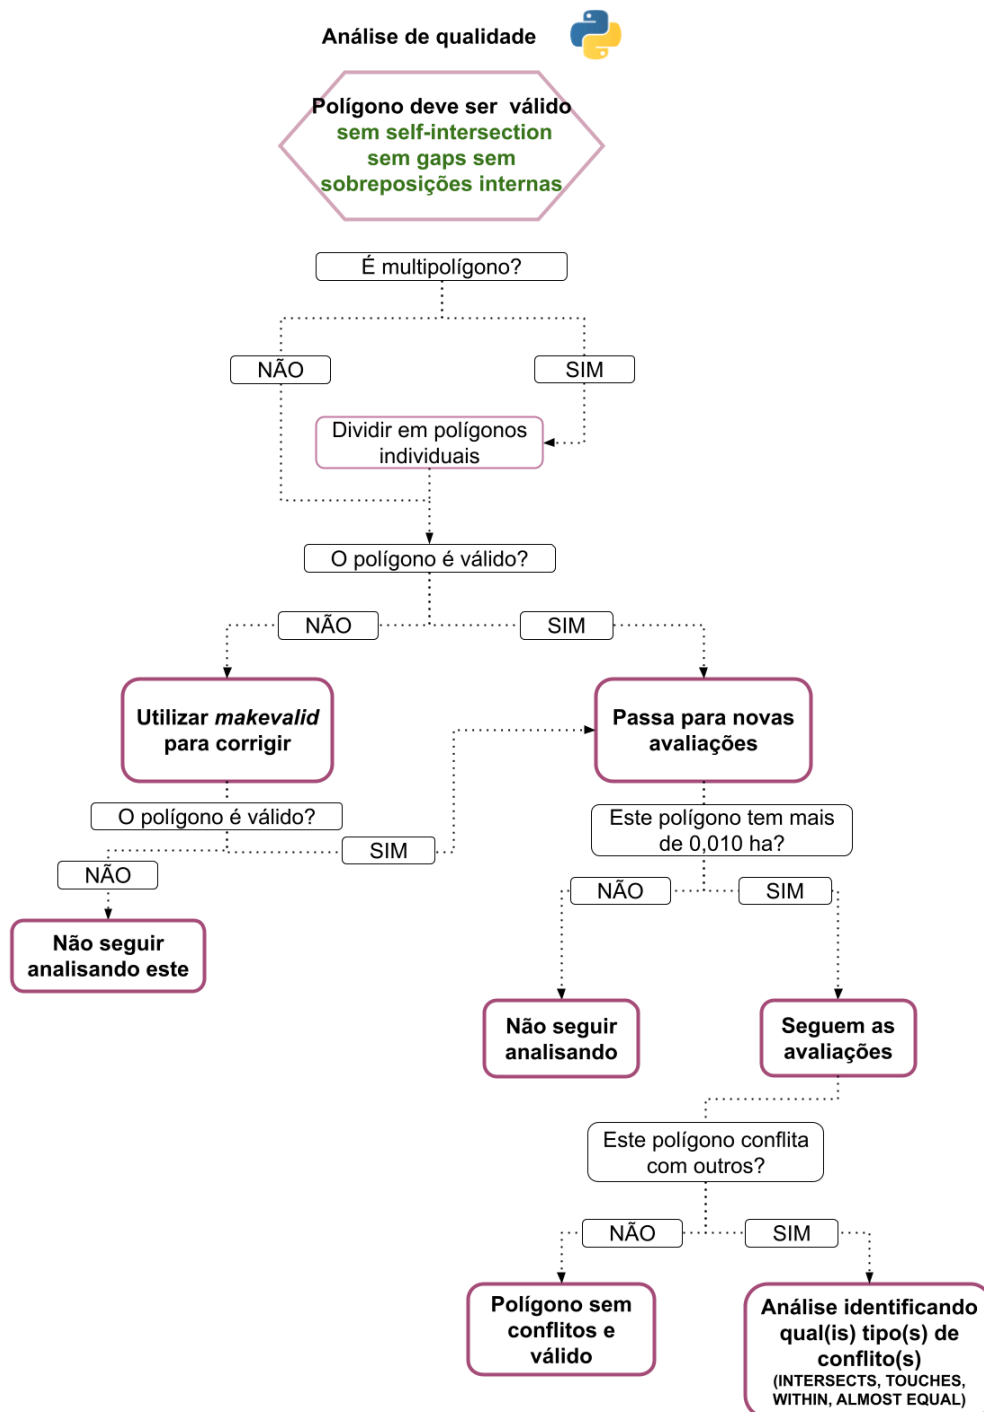 Análise de qualidade
Polígono deve ser válido
sem self-intersection
sem gaps sem
sobreposições internas
É multipolígono?
NÃO
SIM
Dividir em polígonos
individuais
O polígono é válido?
NÃO
SIM
Utilizar makevalid
para corrigir
Passa para novas
avaliações
O polígono é válido?
Este polígono tem mais
de 0,010 ha?
SIM
NÃO
NÃO
SIM
Não seguir
analisando este
Não seguir
analisando
Seguem as
avaliações
Este polígono conflita
com outros?
NÃO
SIM
Polígono sem
conflitos e
válido
Análise identificando
qual(is) tipo(s) de
conflito(s)
(INTERSECTS, TOUCHES,
WITHIN, ALMOST EQUAL)